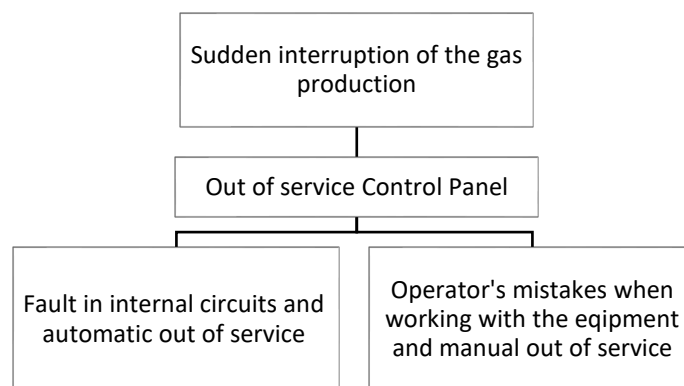 Sudden interruption of the gas
production
Out of service Control Panel
Fault in internal circuits and
automatic out of service
Operator's mistakes when
working with the eqipment
and manual out of service